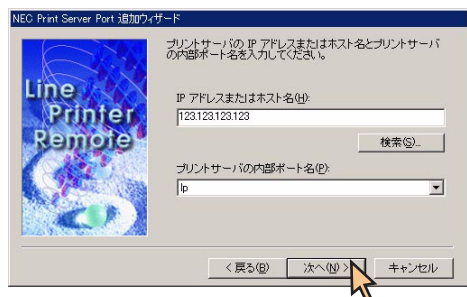 NEC Print Server Port 追加ウィザード
プリントサーバの IP アドレスまたはホスト名とプリントサーバ
の内部ポート名を入力してください。
Line
Printer
Remote
IP アドレスまたはホスト名(H):
123.123.123.123
検索(S)...
プリントサーバの内部ポート名(P):
lp
< 戻る(B)
次へ(N) >
キャンセル